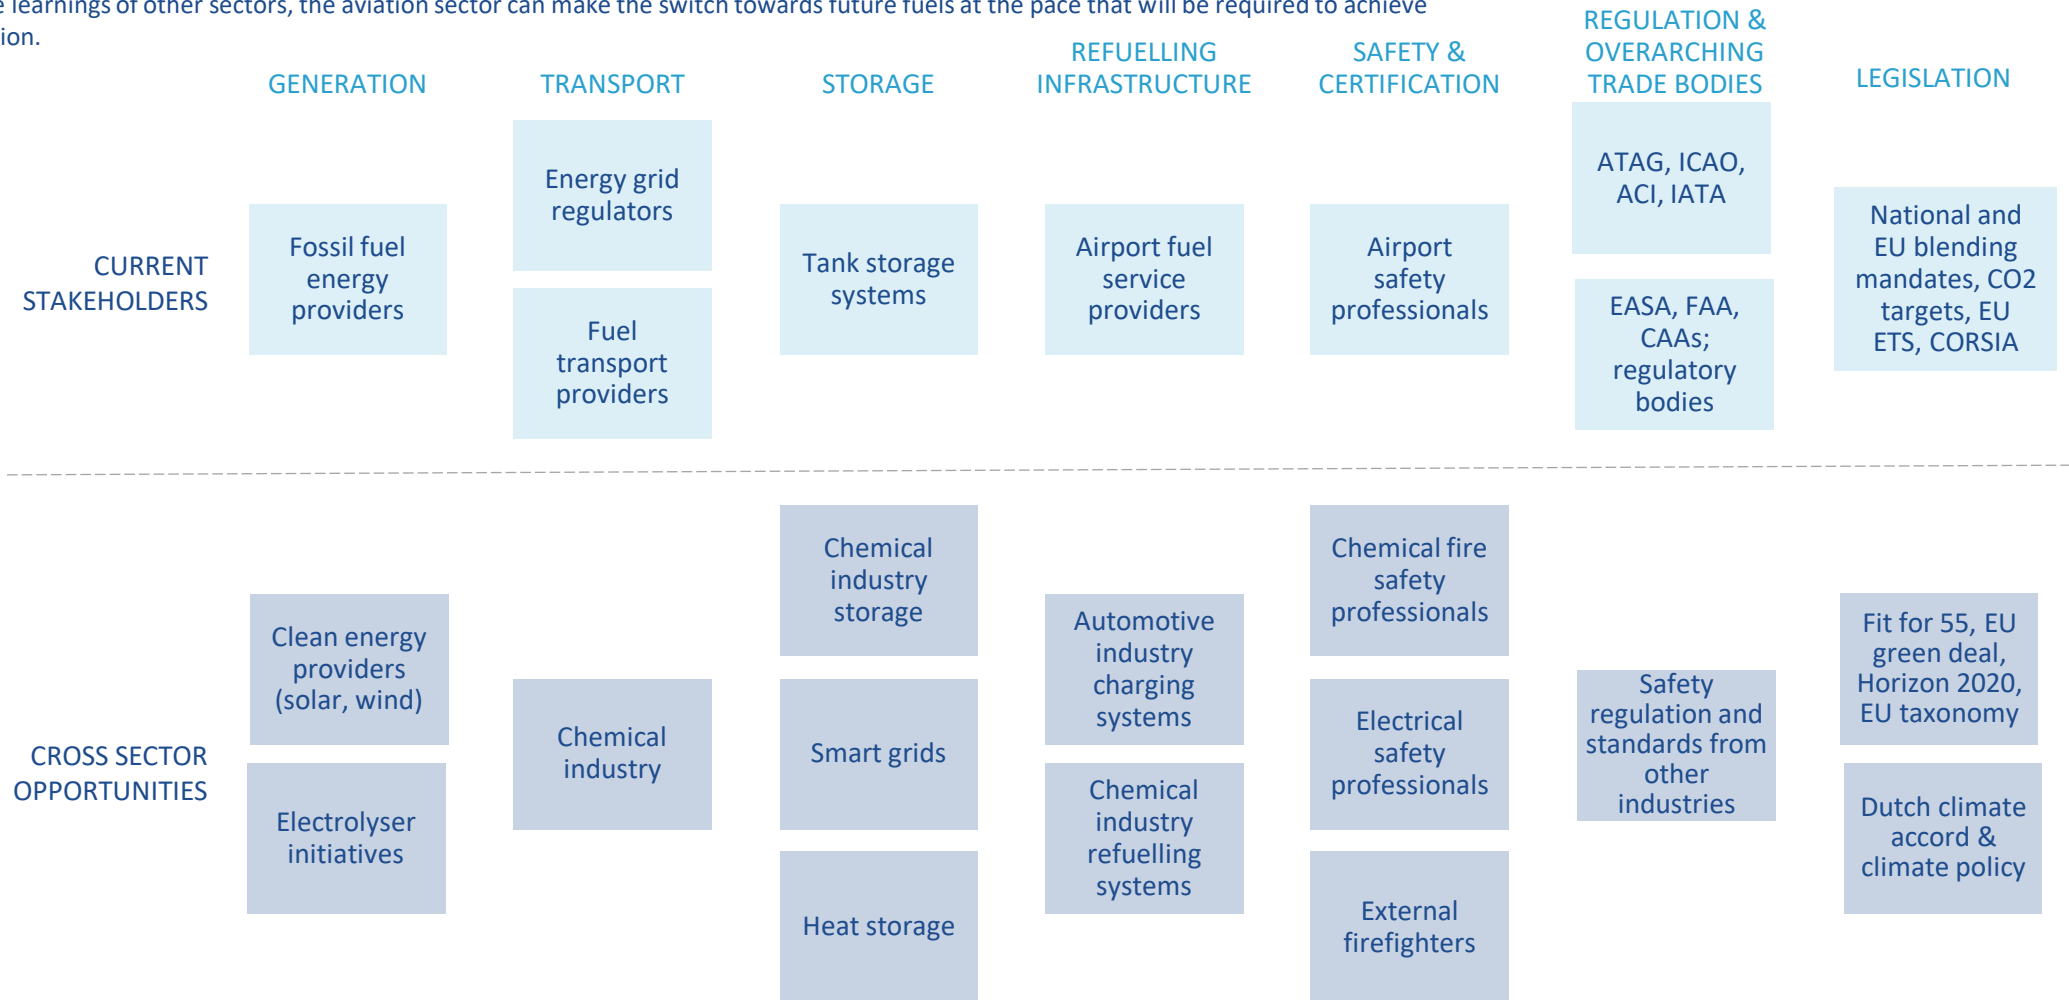 learnings of other sectors, the aviation sector can make the switch towards future fuels at the pace that will be required to achieve
GENERATION
TRANSPORT
STORAGE
REFUELLING
INFRASTRUCTURE
SAFETY &
CERTIFICATION
REGULATION &
OVERARCHING
TRADE BODIES
LEGISLATION
CURRENT
STAKEHOLDERS
Fossil fuel
energy
providers
Energy grid
regulators
Fuel
transport
providers
Tank storage
systems
Airport fuel
service
providers
Airport
safety
professionals
ATAG, ICAO,
ACI, IATA
EASA, FAA,
CAAs;
regulatory
bodies
National and
EU blending
mandates, CO2
targets, EU
ETS, CORSIA
CROSS SECTOR
OPPORTUNITIES
Clean energy
providers
(solar, wind)
Electrolyser
initiatives
Chemical
industry
Chemical
industry
storage
Smart grids
Heat storage
Automotive
industry
charging
systems
Chemical
industry
refuelling
systems
Chemical fire
safety
professionals
Electrical
safety
professionals
External
firefighters
Safety
regulation and
standards from
other
industries
Fit for 55, EU
green deal,
Horizon 2020,
EU taxonomy
Dutch climate
accord &
climate policy